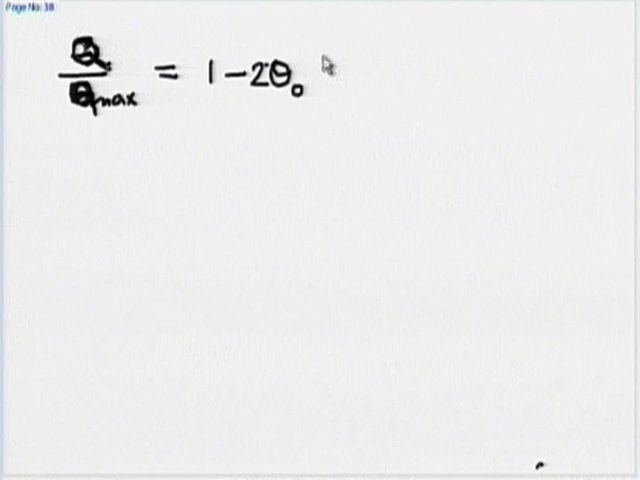 Page No: 38
Q / Qmax = 1 - 2θ₀